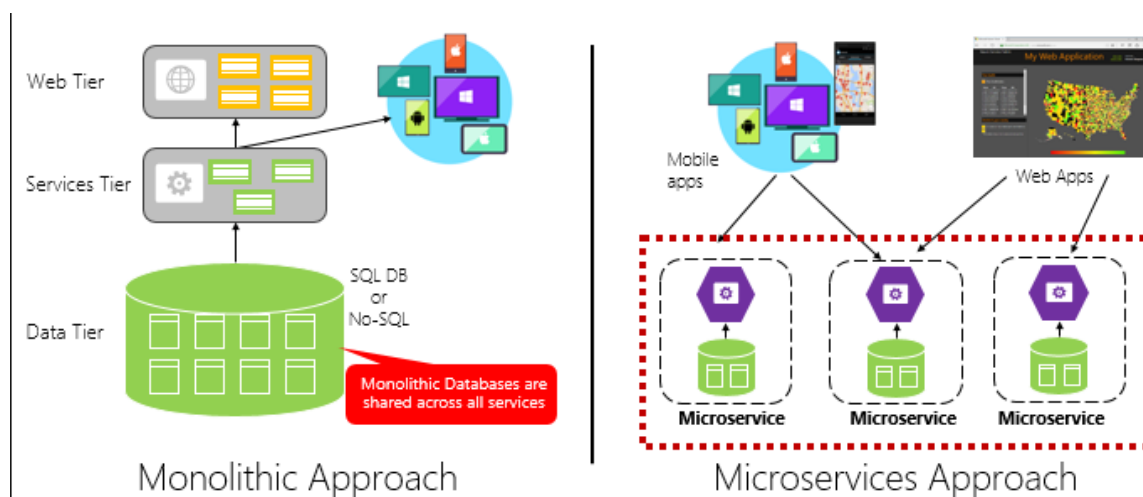 Web Tier
Services Tier
SQL DB
or
No-SQL
Data Tier
Monolithic Databases are
shared across all services
Monolithic Approach
My Web Application
Mobile
apps
Web Apps
Microservice
Microservice
Microservice
Microservices Approach